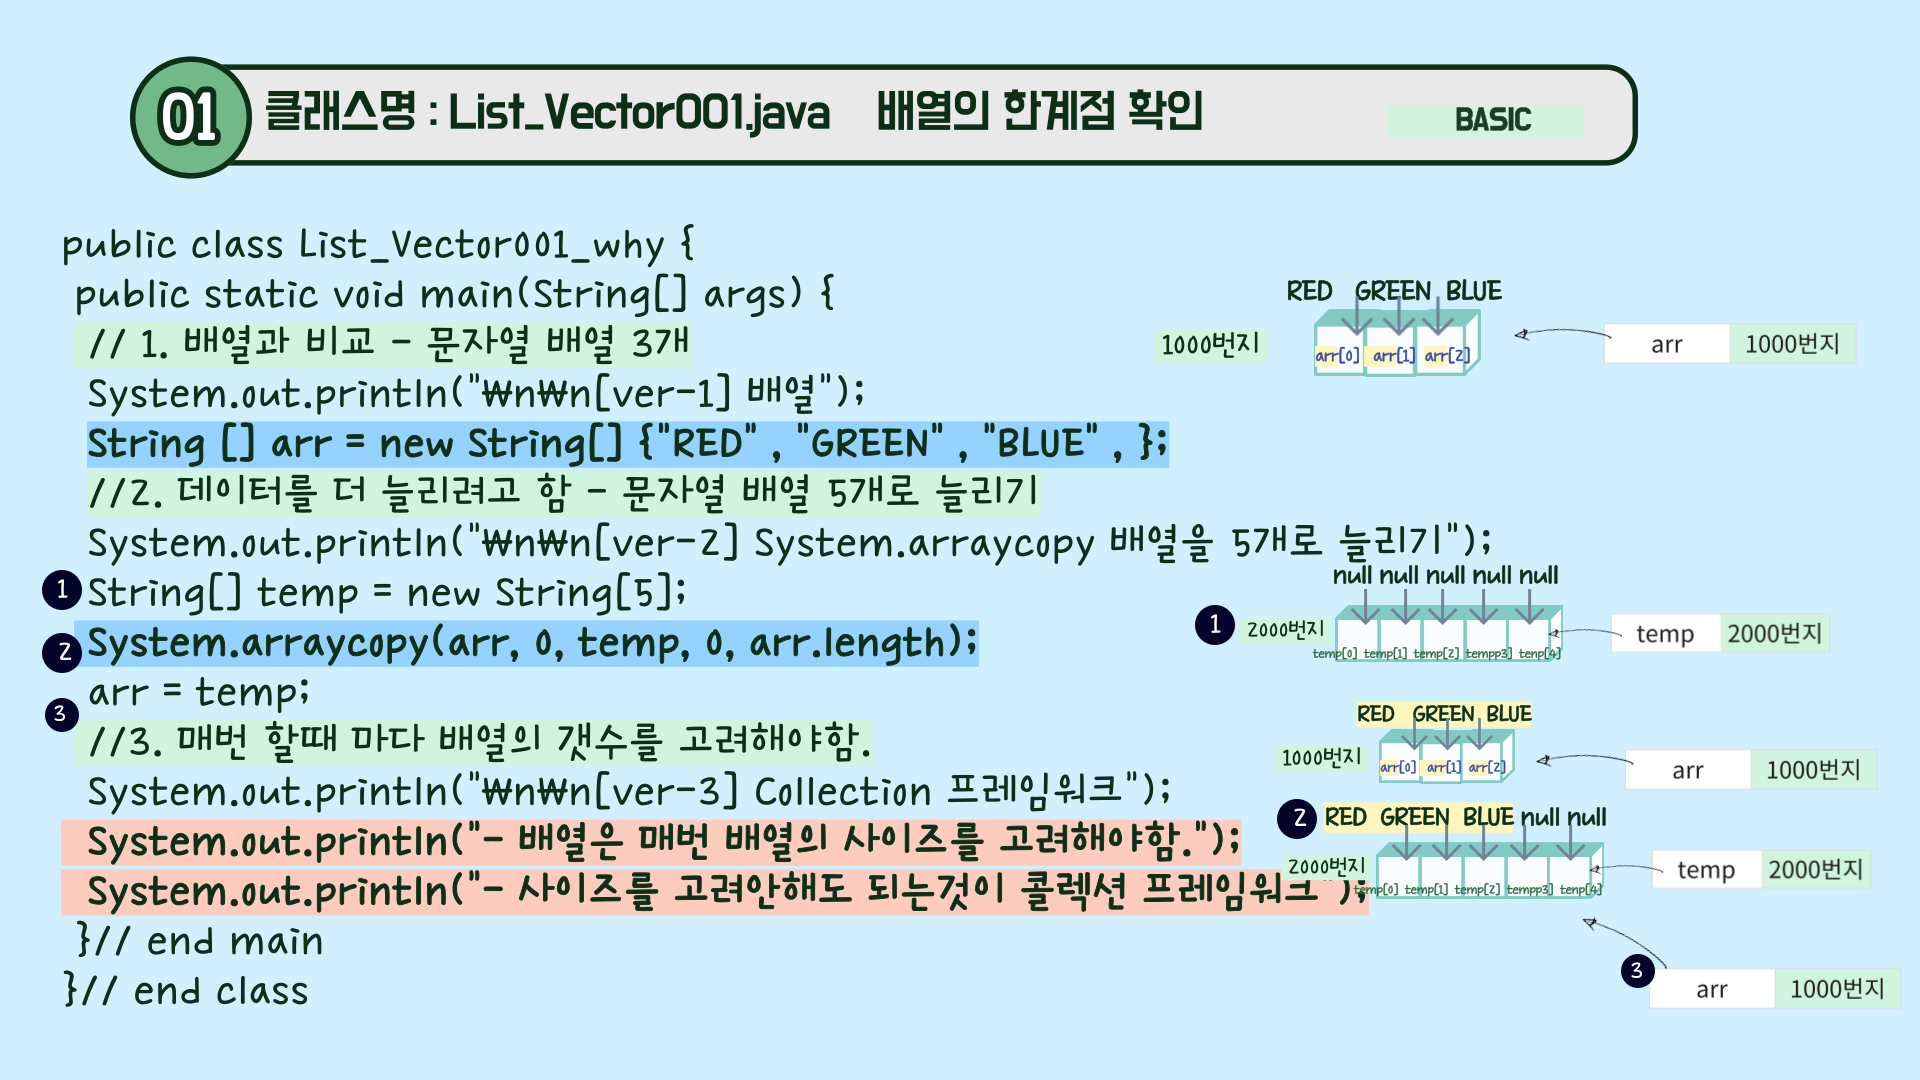 01 클래스명 : List_Vector001.java 배열의 한계점 확인 BASIC
public class List_Vector001_why {
public static void main(String[] args) {
// 1. 배열과 비교 - 문자열 배열 3개
System.out.println("₩n₩n[ver-1] 배열");
String [] arr = new String[] {"RED" , "GREEN" , "BLUE" , };
//2. 데이터를 더 늘리려고 함 - 문자열 배열 5개로 늘리기
System.out.println("₩n₩n[ver-2] System.arraycopy 배열을 5개로 늘리기");
1 String[] temp = new String[5];
2 System.arraycopy(arr, 0, temp, 0, arr.length);
arr = temp;
3
//3. 매번 할때 마다 배열의 갯수를 고려해야함.
System.out.println("₩n₩n[ver-3] Collection 프레임워크");
System.out.println("- 배열은 매번 배열의 사이즈를 고려해야함.");
System.out.println("- 사이즈를 고려안해도 되는것이 콜렉션 프레임워크");
}// end main
}// end class
RED GREEN BLUE
1000번지
arr[0] arr[1] arr[2]
arr 1000번지
null null null null null
1 2000번지
temp[0] temp[1] temp[2] tempp3] tenp[4]
temp 2000번지
RED GREEN BLUE
1000번지
arr[0] arr[1] arr[2]
arr 1000번지
2 RED GREEN BLUE null null
2000번지
temp[0] temp[1] temp[2] tempp3] tenp[4]
temp 2000번지
3 arr 1000번지